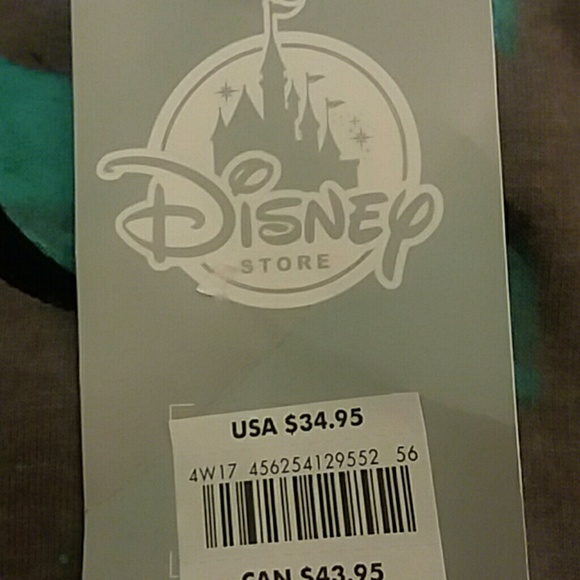 Disney
STORE
USA $34.95
4W17 456254129552 56
CAN $43.95